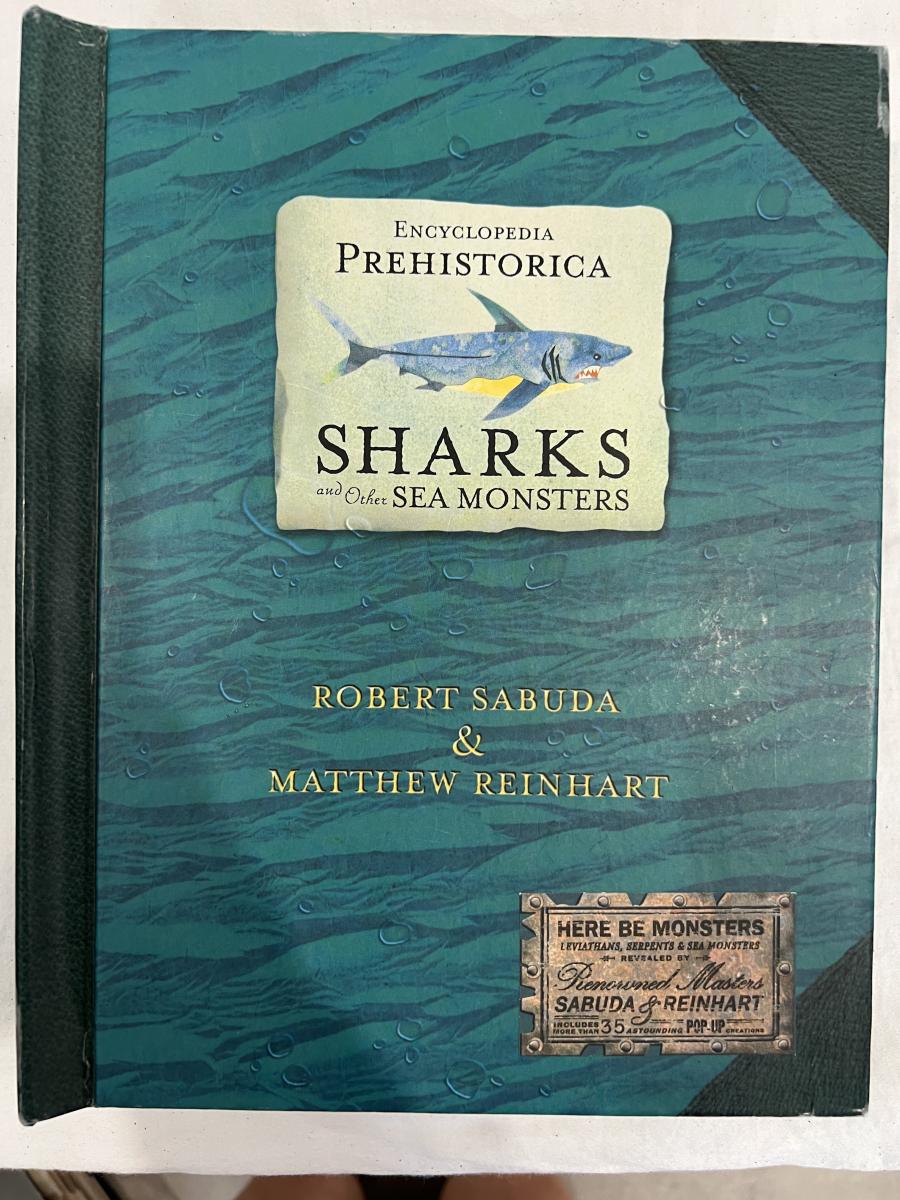 ENCYCLOPEDIA
PREHISTORICA
SHARKS
and Other SEA MONSTERS
ROBERT SABUDA
&
MATTHEW REINHART
HERE BE MONSTERS
LEVIATHANS, SERPENTS & SEA MONSTERS
REVEALED BY
Renowned Masters
SABUDA & REINHART
INCLUDES MORE THAN 35 ASTOUNDING POP-UP CREATIONS